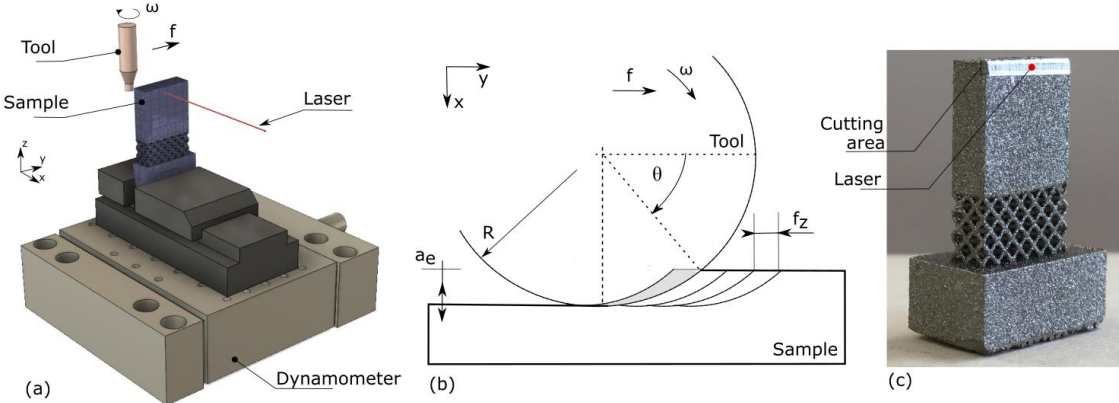 ω
f
Tool
Sample
Laser
z
y
x
Dynamometer
(a)
y
x
f
ω
Tool
θ
R
fz
ae
Sample
(b)
Cutting
area
Laser
(c)